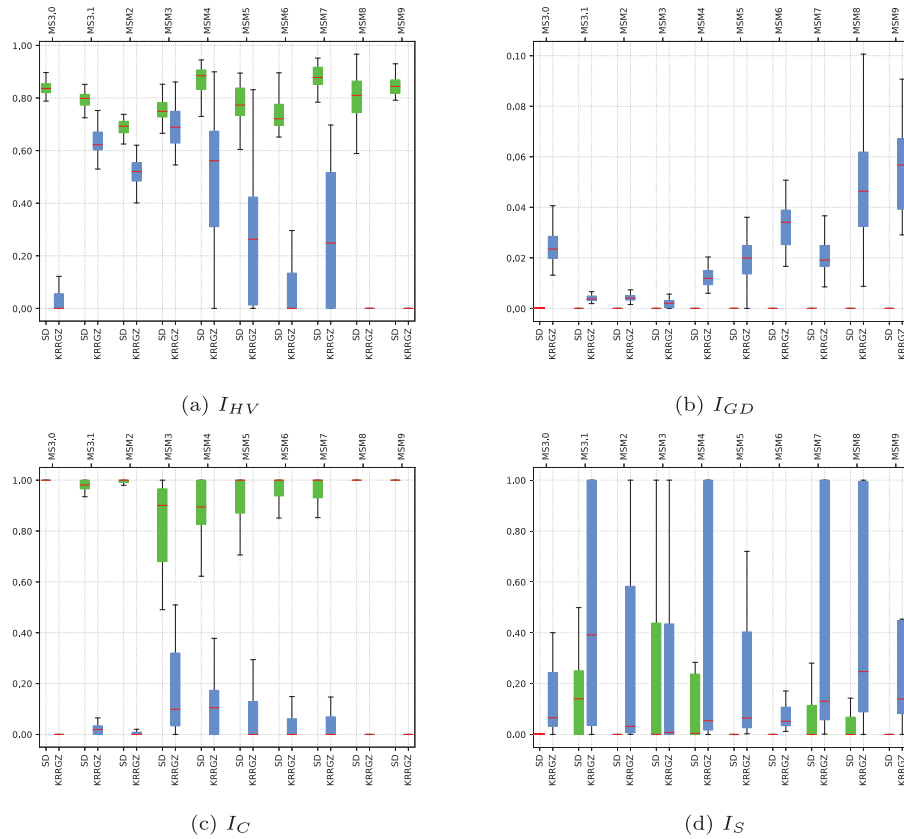 MS3,0 MS3.1 MSM2 MSM3 MSM4 MSM5 MSM6 MSM7 MSM8 MSM9
1.00
0.80
0.60
0.40
0.20
0,00
SD KRRGZ SD KRRGZ SD KRRGZ SD KRRGZ SD KRRGZ SD KRRGZ SD KRRGZ SD KRRGZ SD KRRGZ SD KRRGZ
(a) I_HV
MS3.0 MS3.1 MSM2 MSM3 MSM4 MSM5 MSM6 MSM7 MSM8 MSM9
0.10
0.08
0.06
0.04
0.02
0.00
SD KRRGZ SD KRRGZ SD KRRGZ SD KRRGZ SD KRRGZ SD KRRGZ SD KRRGZ SD KRRGZ SD KRRGZ SD KRRGZ
(b) I_GD
MS3,0 MS3.1 MSM2 MSM3 MSM4 MSM5 MSM6 MSM7 MSM8 MSM9
1.00
0.80
0.60
0.40
0.20
0.00
SD KRRGZ SD KRRGZ SD KRRGZ SD KRRGZ SD KRRGZ SD KRRGZ SD KRRGZ SD KRRGZ SD KRRGZ SD KRRGZ
(c) I_C
MS3.0 MS3.1 MSM2 MSM3 MSM4 MSM5 MSM6 MSM7 MSM8 MSM9
1.00
0.80
0.60
0.40
0.20
0.00
SD KRRGZ SD KRRGZ SD KRRGZ SD KRRGZ SD KRRGZ SD KRRGZ SD KRRGZ SD KRRGZ SD KRRGZ SD KRRGZ
(d) I_S